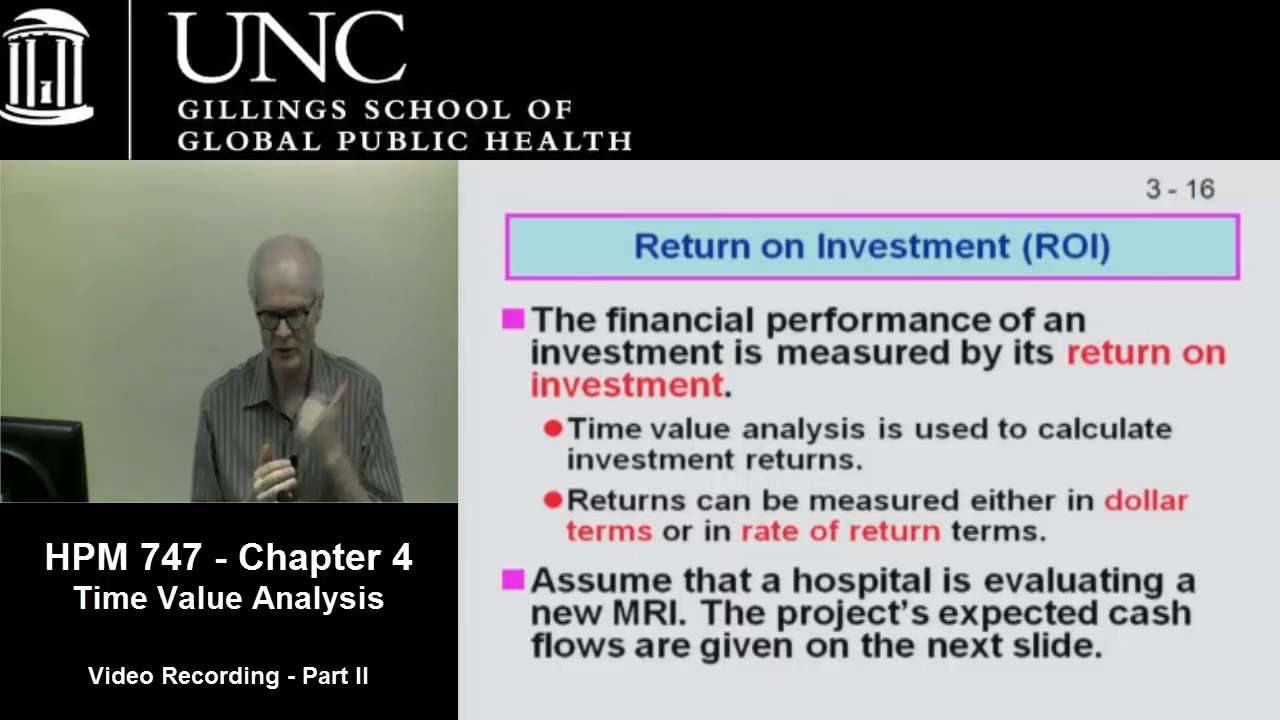 UNC
GILLINGS SCHOOL OF
GLOBAL PUBLIC HEALTH
3 - 16
Return on Investment (ROI)
The financial performance of an
investment is measured by its return on
investment.
Time value analysis is used to calculate
investment returns.
Returns can be measured either in dollar
terms or in rate of return terms.
Assume that a hospital is evaluating a
new MRI. The project's expected cash
flows are given on the next slide.
HPM 747 - Chapter 4
Time Value Analysis
Video Recording - Part II